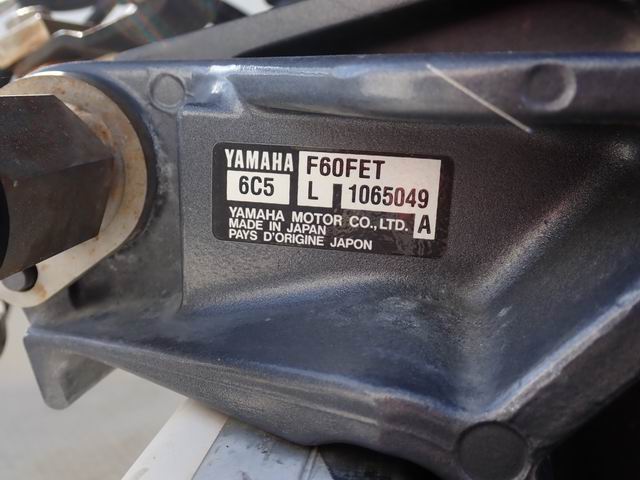 YAMAHA F60FET
6C5 L 1065049
YAMAHA MOTOR CO., LTD. A
MADE IN JAPAN
PAYS D'ORIGINE JAPON